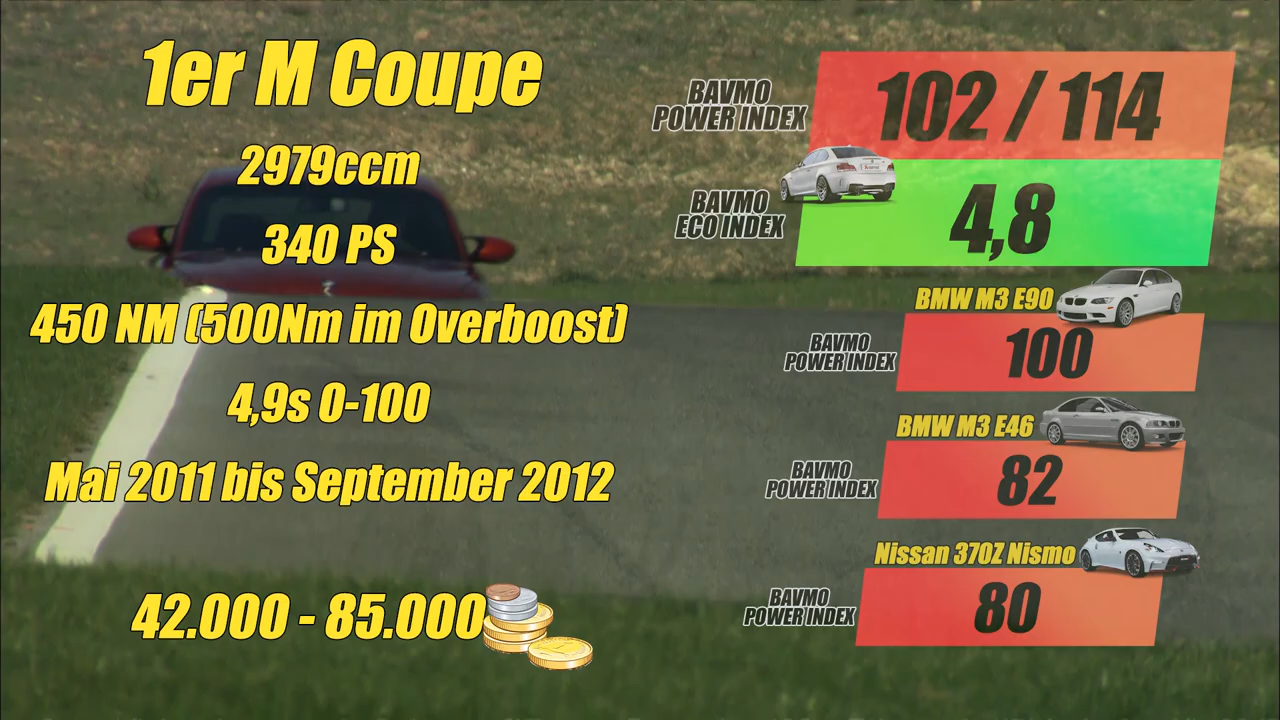 1er M Coupe
2979ccm
340 PS
450 NM (500Nm im Overboost)
4,9s 0-100
Mai 2011 bis September 2012
42.000 - 85.000
BAVMO
POWER INDEX
102 / 114
BAVMO
ECO INDEX
4,8
BMW M3 E90
BAVMO
POWER INDEX
100
BMW M3 E46
BAVMO
POWER INDEX
82
Nissan 370Z Nismo
BAVMO
POWER INDEX
80